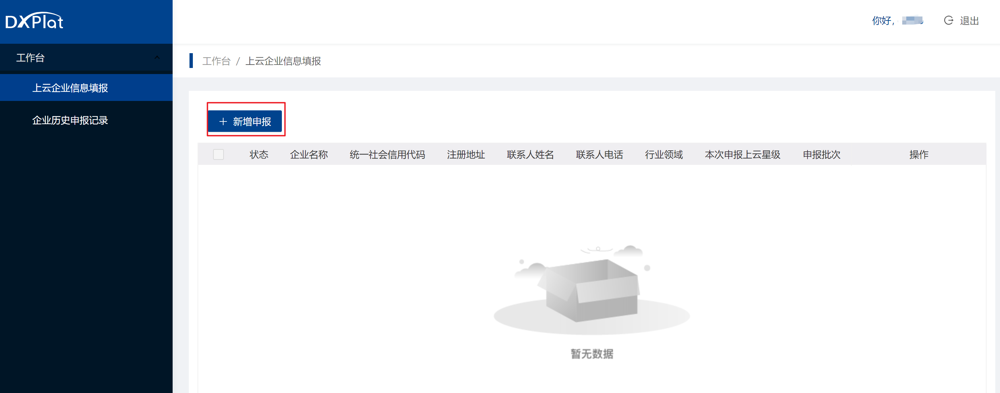 DXPlat
你好,
退出
工作台
工作台 / 上云企业信息填报
上云企业信息填报
企业历史申报记录
+ 新增申报
状态 企业名称 统一社会信用代码 注册地址 联系人姓名 联系人电话 行业领域 本次申报上云星级 申报批次 操作
暂无数据